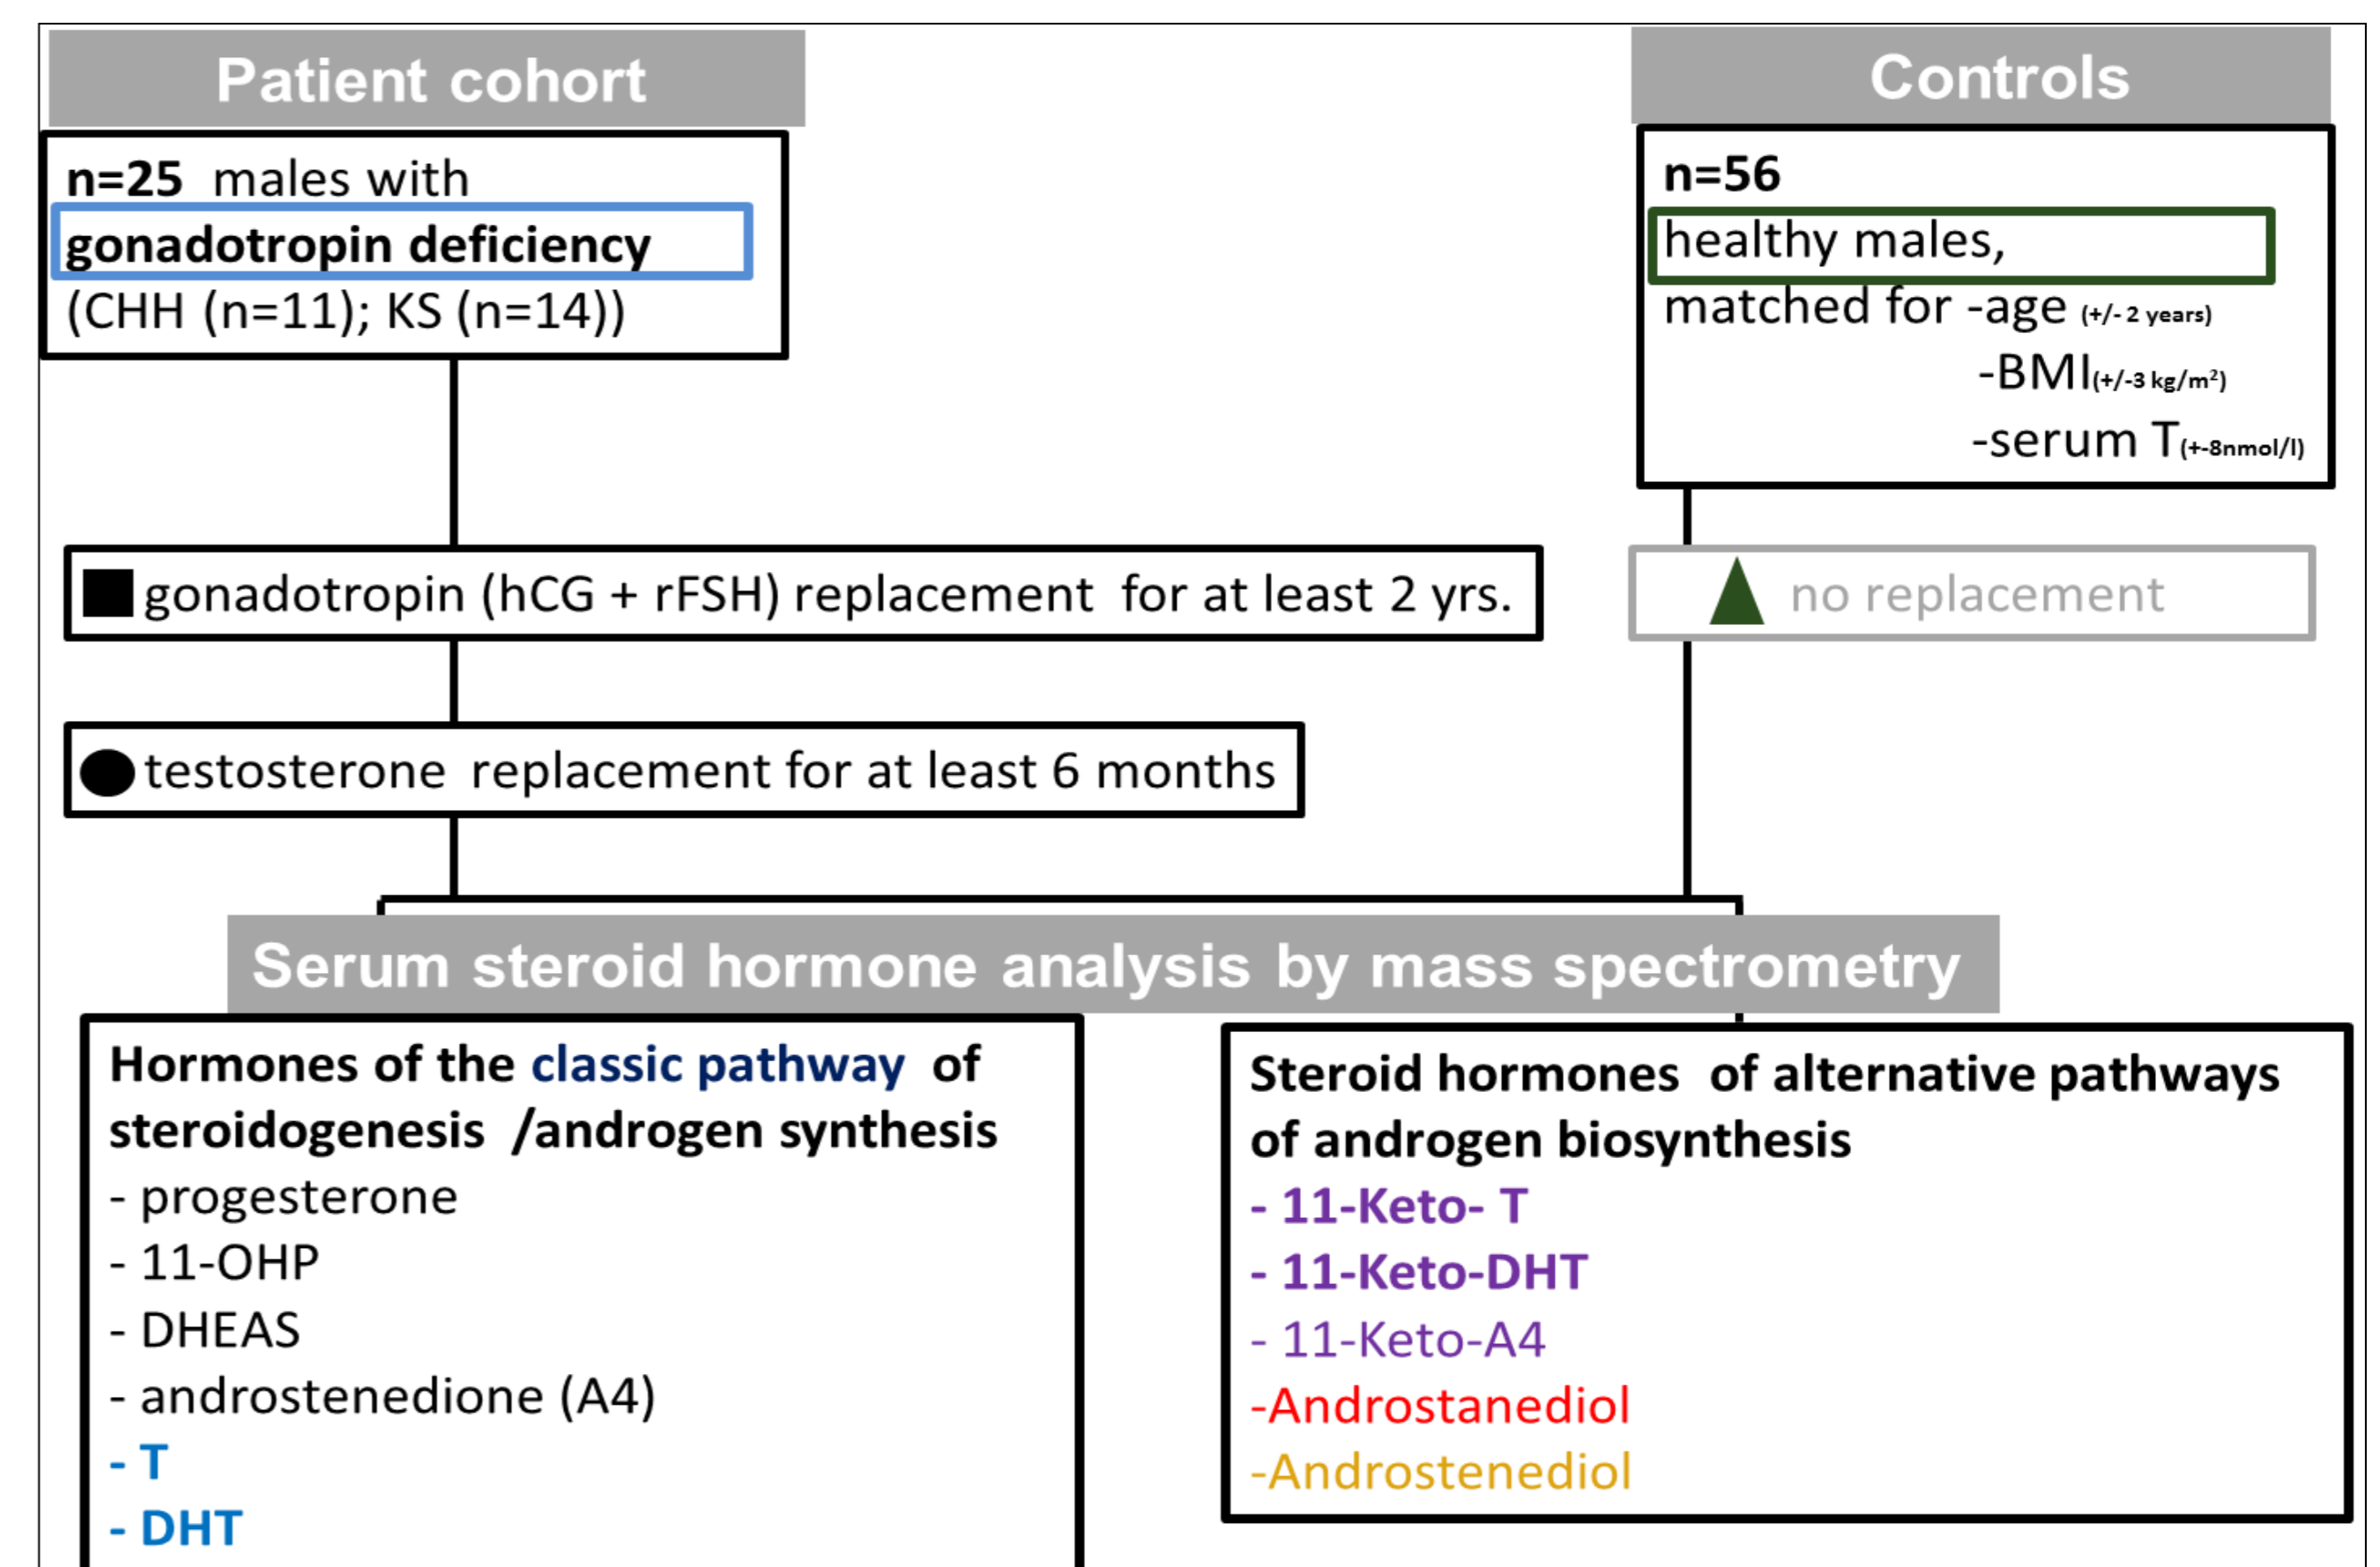 Patient cohort
n=25 males with
gonadotropin deficiency
(CHH (n=11); KS (n=14))
Controls
n=56
healthy males,
matched for -age (+/- 2 years)
-BMI(+/-3 kg/m²)
-serum T(+-8nmol/l)
gonadotropin (hCG + rFSH) replacement for at least 2 yrs.
no replacement
testosterone replacement for at least 6 months
Serum steroid hormone analysis by mass spectrometry
Hormones of the classic pathway of
steroidogenesis /androgen synthesis
- progesterone
- 11-OHP
- DHEAS
- androstenedione (A4)
- T
- DHT
Steroid hormones of alternative pathways
of androgen biosynthesis
- 11-Keto- T
- 11-Keto-DHT
- 11-Keto-A4
-Androstanediol
-Androstenediol